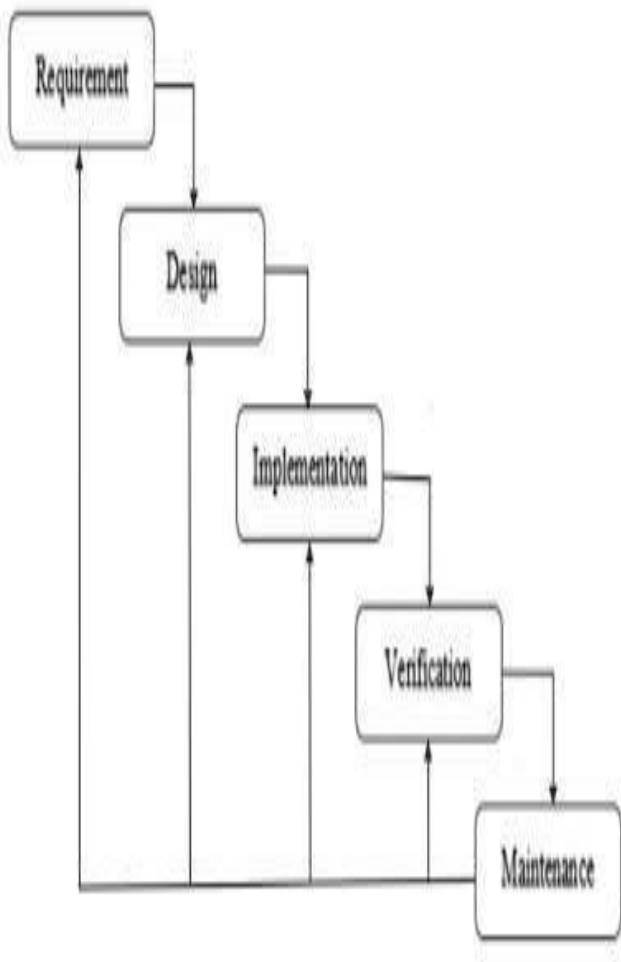 Requirement
Design
Implementation
Verification
Maintenance